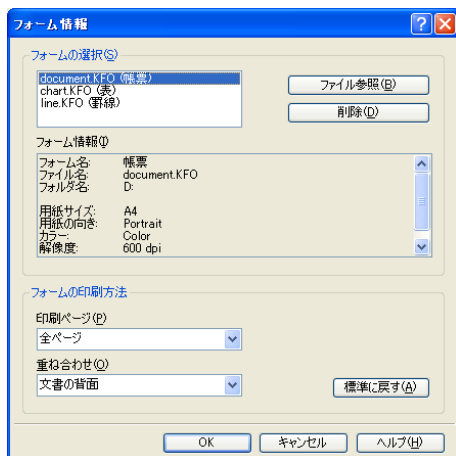 フォーム情報
フォームの選択(S)
document.KFO (帳票)
chart.KFO (表)
line.KFO (罫線)
ファイル参照(B)
削除(D)
フォーム情報(I)
フォーム名: 帳票
ファイル名: document.KFO
フォルダ名: D:
用紙サイズ: A4
用紙の向き: Portrait
カラー: Color
解像度: 600 dpi
フォームの印刷方法
印刷ページ(P)
全ページ
重ね合わせ(O)
文書の背面
標準に戻す(A)
OK
キャンセル
ヘルプ(H)